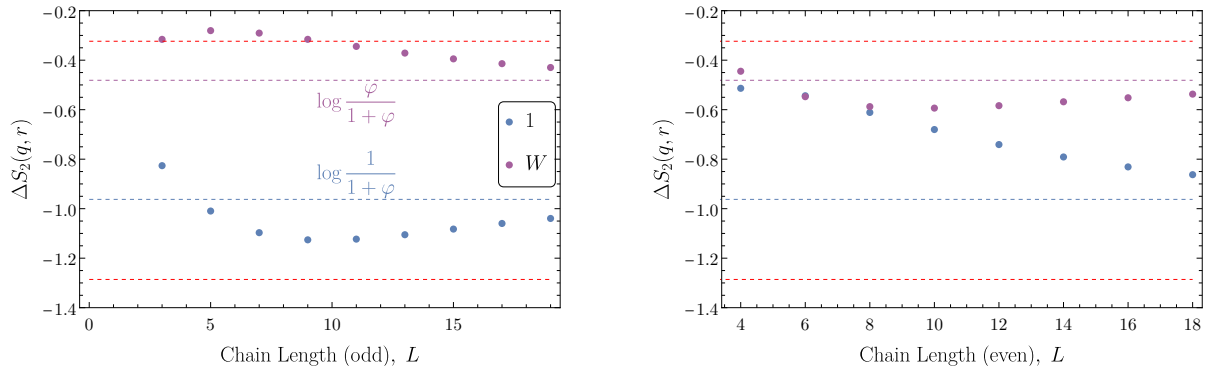 −0.2
−0.4
−0.6
−0.8
−1.0
−1.2
−1.4
ΔS₂(q, r)
log φ/(1 + φ)
log 1/(1 + φ)
1
W
0 5 10 15
Chain Length (odd), L
−0.2
−0.4
−0.6
−0.8
−1.0
−1.2
−1.4
ΔS₂(q, r)
4 6 8 10 12 14 16 18
Chain Length (even), L